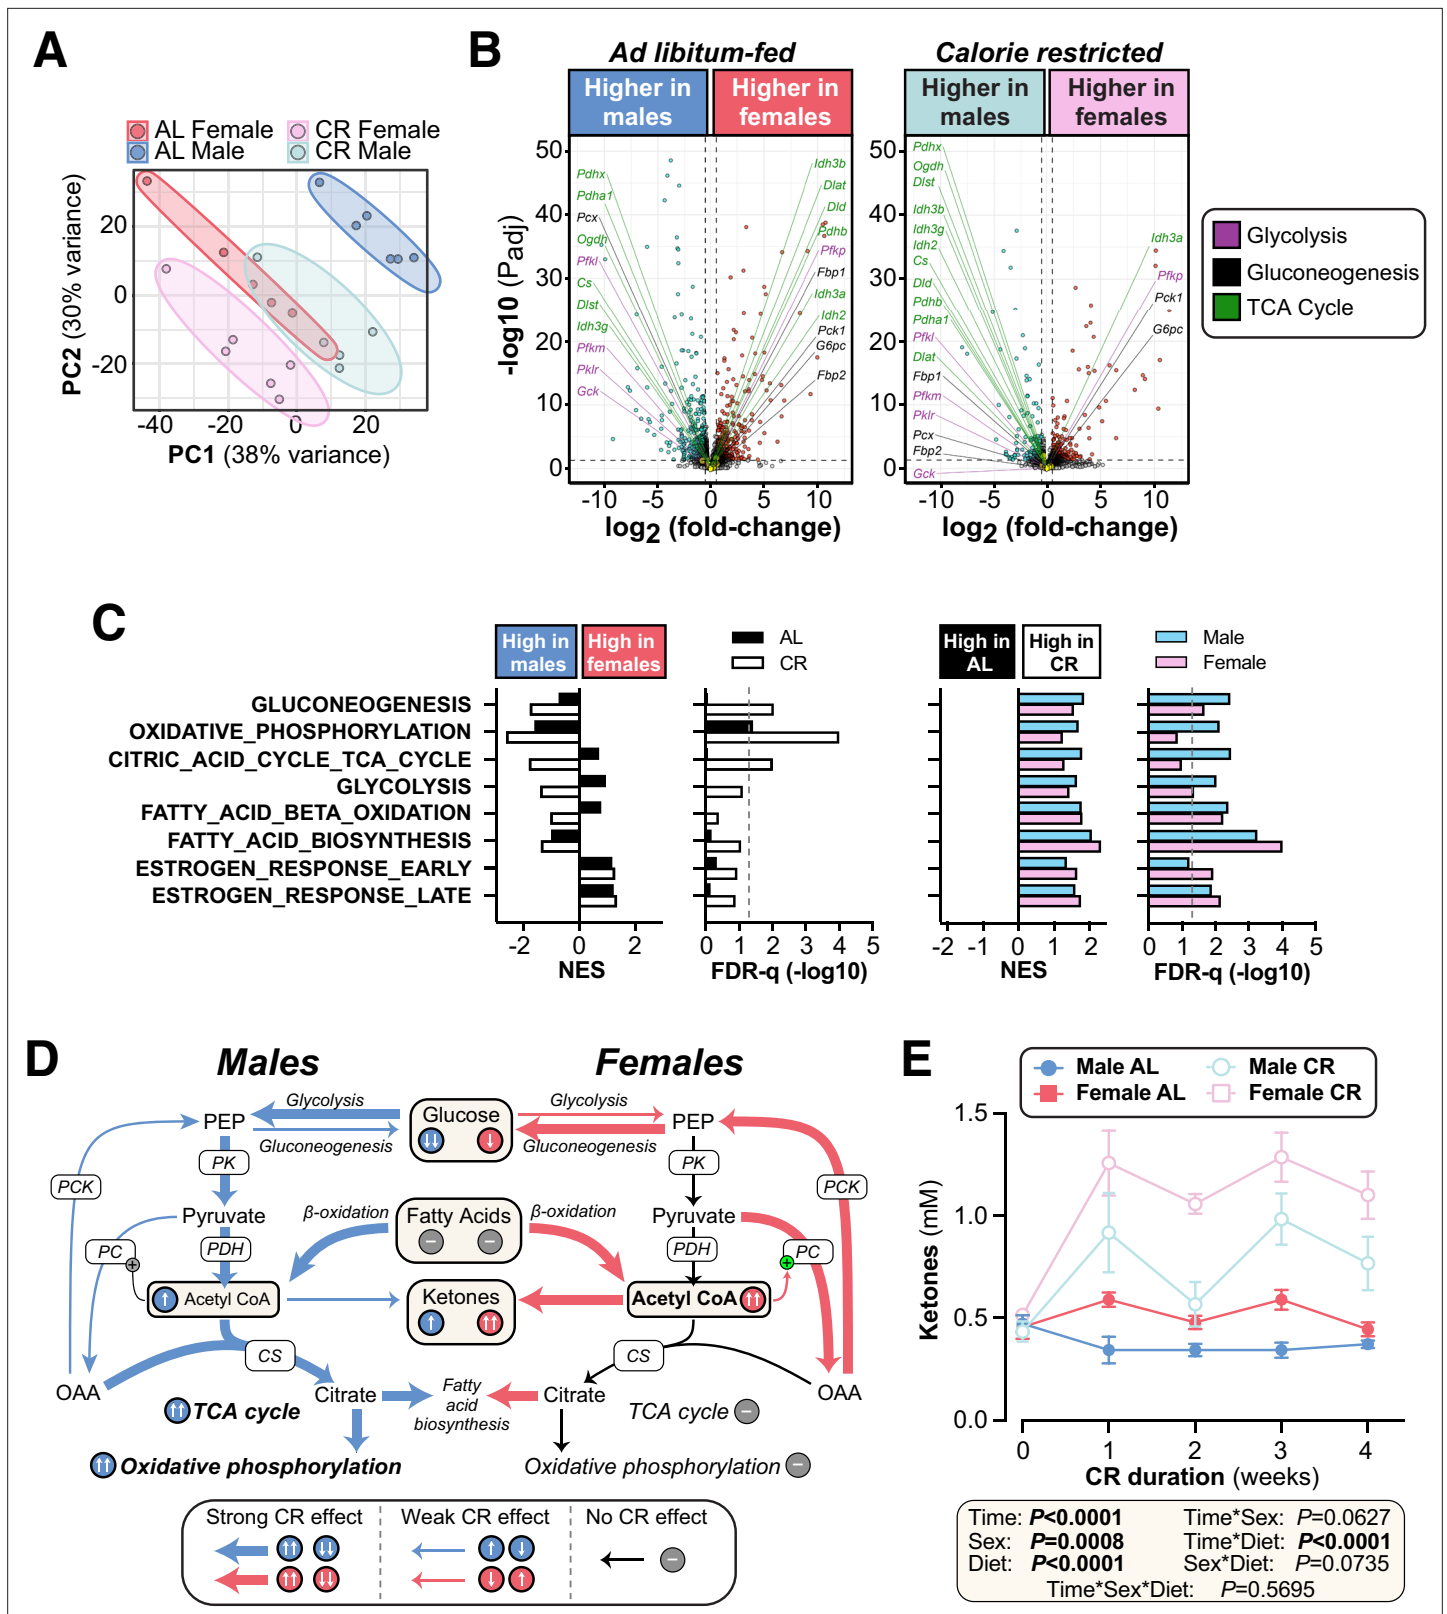 A
AL Female
CR Female
AL Male
CR Male
PC2 (30% variance)
20
0
-20
-40
-20
0
20
PC1 (38% variance)
B
Ad libitum-fed
Calorie restricted
Higher in
males
Higher in
females
Higher in
males
Higher in
females
-log10 (Padj)
50
40
30
20
10
0
Pdhx
Pdha1
Pcx
Ogdh
Pfkl
Cs
Dlst
Idh3g
Pfkm
Pklr
Gck
Idh3b
Dlat
Dld
Pdhb
Pfkp
Fbp1
Idh3a
Idh2
Pck1
G6pc
Fbp2
-10
-5
0
5
10
log2 (fold-change)
50
40
30
20
10
0
Pdhx
Ogdh
Dlst
Idh3b
Idh3g
Idh2
Cs
Dld
Pdhb
Pdha1
Pfkl
Dlat
Fbp1
Pfkm
Pklr
Pcx
Fbp2
Gck
Idh3a
Pfkp
Pck1
G6pc
-10
-5
0
5
10
log2 (fold-change)
Glycolysis
Gluconeogenesis
TCA Cycle
C
High in
males
High in
females
AL
CR
High in
AL
High in
CR
Male
Female
GLUCONEOGENESIS
OXIDATIVE_PHOSPHORYLATION
CITRIC_ACID_CYCLE_TCA_CYCLE
GLYCOLYSIS
FATTY_ACID_BETA_OXIDATION
FATTY_ACID_BIOSYNTHESIS
ESTROGEN_RESPONSE_EARLY
ESTROGEN_RESPONSE_LATE
-2 0 2
NES
0 1 2 3 4 5
FDR-q (-log10)
-2 -1 0 1 2
NES
0 1 2 3 4 5
FDR-q (-log10)
D
Males
Females
PEP
Glycolysis
Gluconeogenesis
Glucose
↓↓
↓
Glycolysis
Gluconeogenesis
PEP
PK
PK
PCK
PCK
Pyruvate
β-oxidation
Fatty Acids
−
−
β-oxidation
Pyruvate
PC
+
PDH
PDH
+
PC
↑ Acetyl CoA
Ketones
↑
↑↑
Acetyl CoA ↑↑
CS
CS
OAA
Citrate
Fatty
acid
biosynthesis
Citrate
OAA
↑↑ TCA cycle
TCA cycle −
↑↑ Oxidative phosphorylation
Oxidative phosphorylation −
Strong CR effect
Weak CR effect
No CR effect
↑↑ ↓↓
↑ ↓
−
↑↑ ↓↓
↓ ↑
E
Male AL
Male CR
Female AL
Female CR
Ketones (mM)
1.5
1.0
0.5
0.0
0 1 2 3 4
CR duration (weeks)
Time: P<0.0001
Time*Sex: P=0.0627
Sex: P=0.0008
Time*Diet: P<0.0001
Diet: P<0.0001
Sex*Diet: P=0.0735
Time*Sex*Diet: P=0.5695